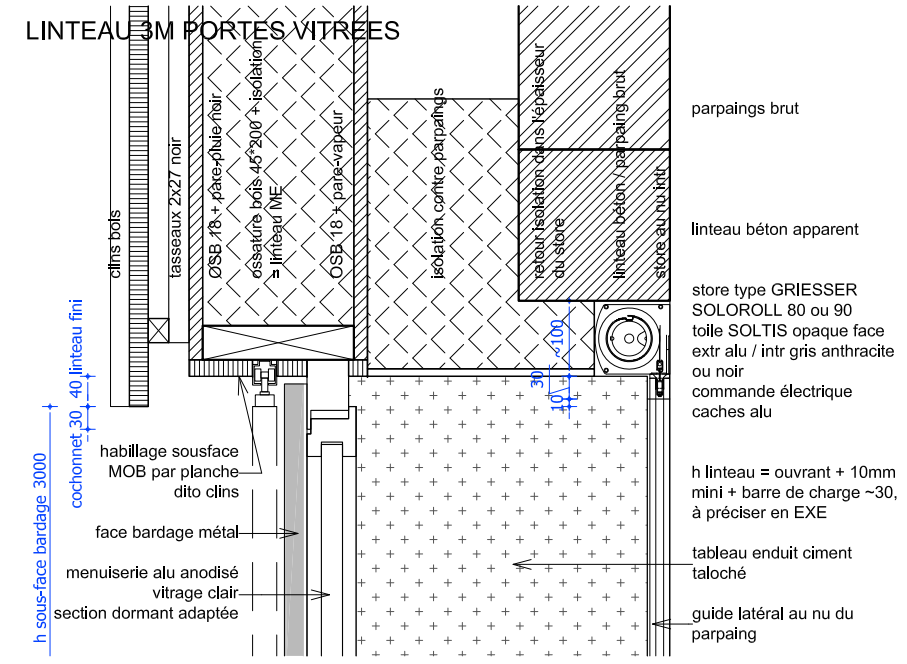 LINTEAU 3M PORTES VITREES
clins bois
tasseaux 2x27 noir
OSB 18 + pare-pluie noir
ossature bois 45*200 + isolation
= linteau ME
OSB 18 + pare-vapeur
isolation contre parpaings
retour isolation dans l'épaisseur
du store
linteau béton / parpaing brut
store au nu intr
parpaings brut
linteau béton apparent
store type GRIESSER
SOLOROLL 80 ou 90
toile SOLTIS opaque face
extr alu / intr gris anthracite
ou noir
commande électrique
caches alu
h linteau = ouvrant + 10mm
mini + barre de charge ~30,
à préciser en EXE
tableau enduit ciment
taloché
guide latéral au nu du
parpaing
40 linteau fini
cochonnet 30
h sous-face bardage 3000
~100
30
10
habillage sousface
MOB par planche
dito clins
face bardage métal
menuiserie alu anodisé
vitrage clair
section dormant adaptée